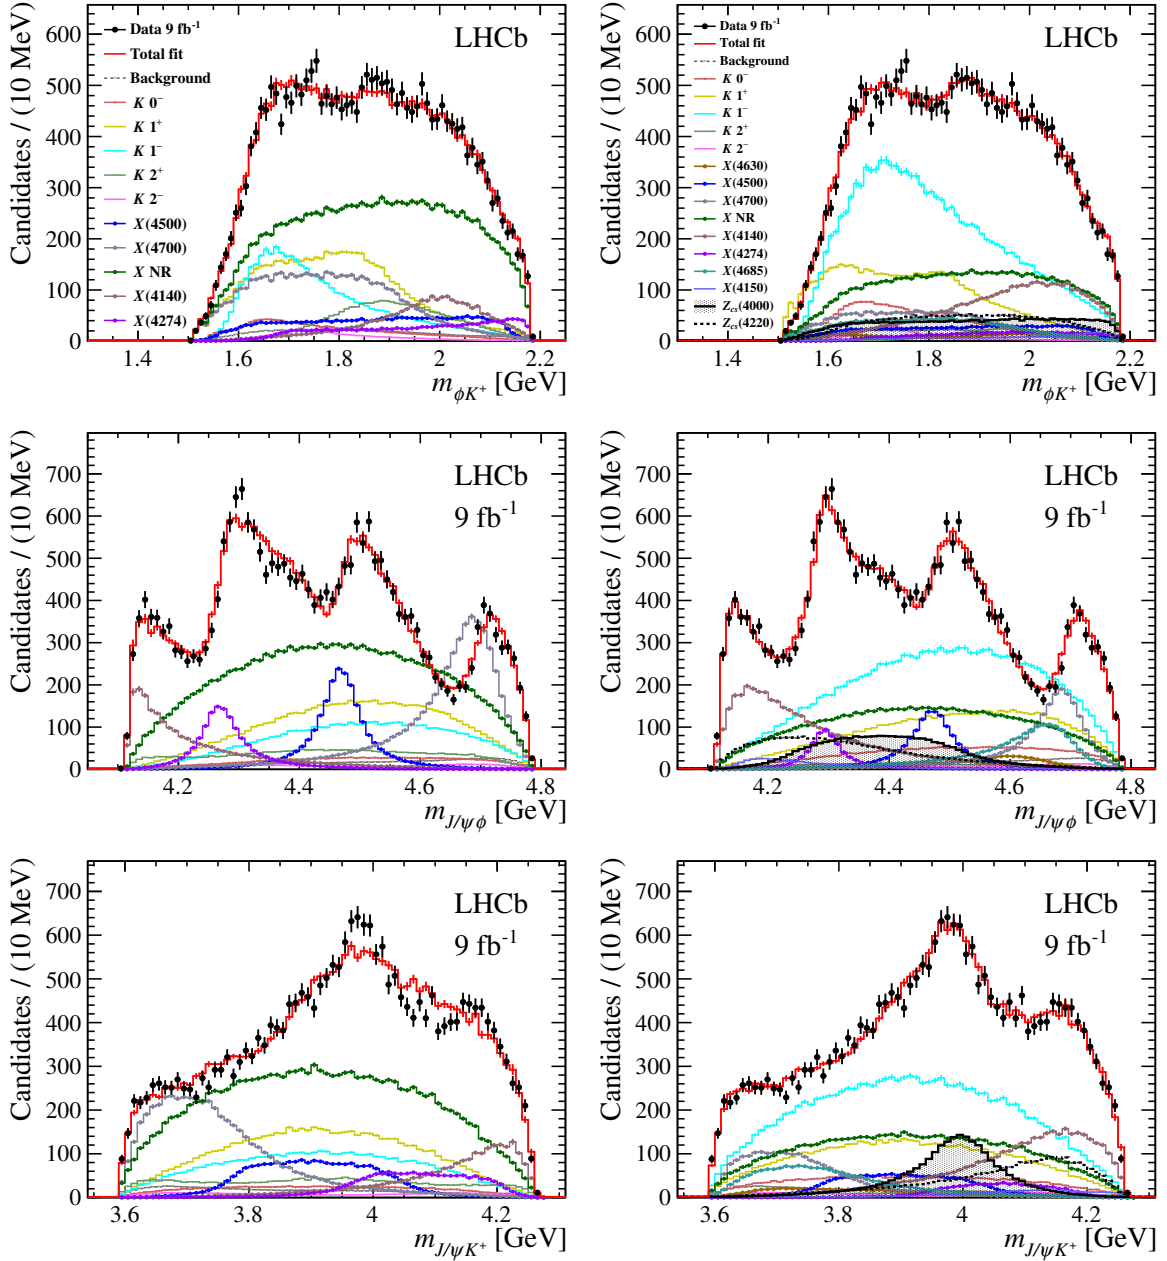 Candidates / (10 MeV)
600
500
400
300
200
100
0
Data 9 fb⁻¹
Total fit
Background
K 0⁻
K 1⁺
K 1⁻
K 2⁺
K 2⁻
X(4500)
X(4700)
X NR
X(4140)
X(4274)
LHCb
1.4 1.6 1.8 2 2.2
m_ϕK⁺ [GeV]
Candidates / (10 MeV)
600
500
400
300
200
100
0
Data 9 fb⁻¹
Total fit
Background
K 0⁻
K 1⁺
K 1⁻
K 2⁺
K 2⁻
X(4630)
X(4500)
X(4700)
X NR
X(4140)
X(4274)
X(4685)
X(4150)
Z_cs(4000)
Z_cs(4220)
LHCb
1.4 1.6 1.8 2 2.2
m_ϕK⁺ [GeV]
Candidates / (10 MeV)
700
600
500
400
300
200
100
0
LHCb
9 fb⁻¹
4.2 4.4 4.6 4.8
m_J/ψϕ [GeV]
Candidates / (10 MeV)
700
600
500
400
300
200
100
0
LHCb
9 fb⁻¹
4.2 4.4 4.6 4.8
m_J/ψϕ [GeV]
Candidates / (10 MeV)
700
600
500
400
300
200
100
0
LHCb
9 fb⁻¹
3.6 3.8 4 4.2
m_J/ψK⁺ [GeV]
Candidates / (10 MeV)
700
600
500
400
300
200
100
0
LHCb
9 fb⁻¹
3.6 3.8 4 4.2
m_J/ψK⁺ [GeV]